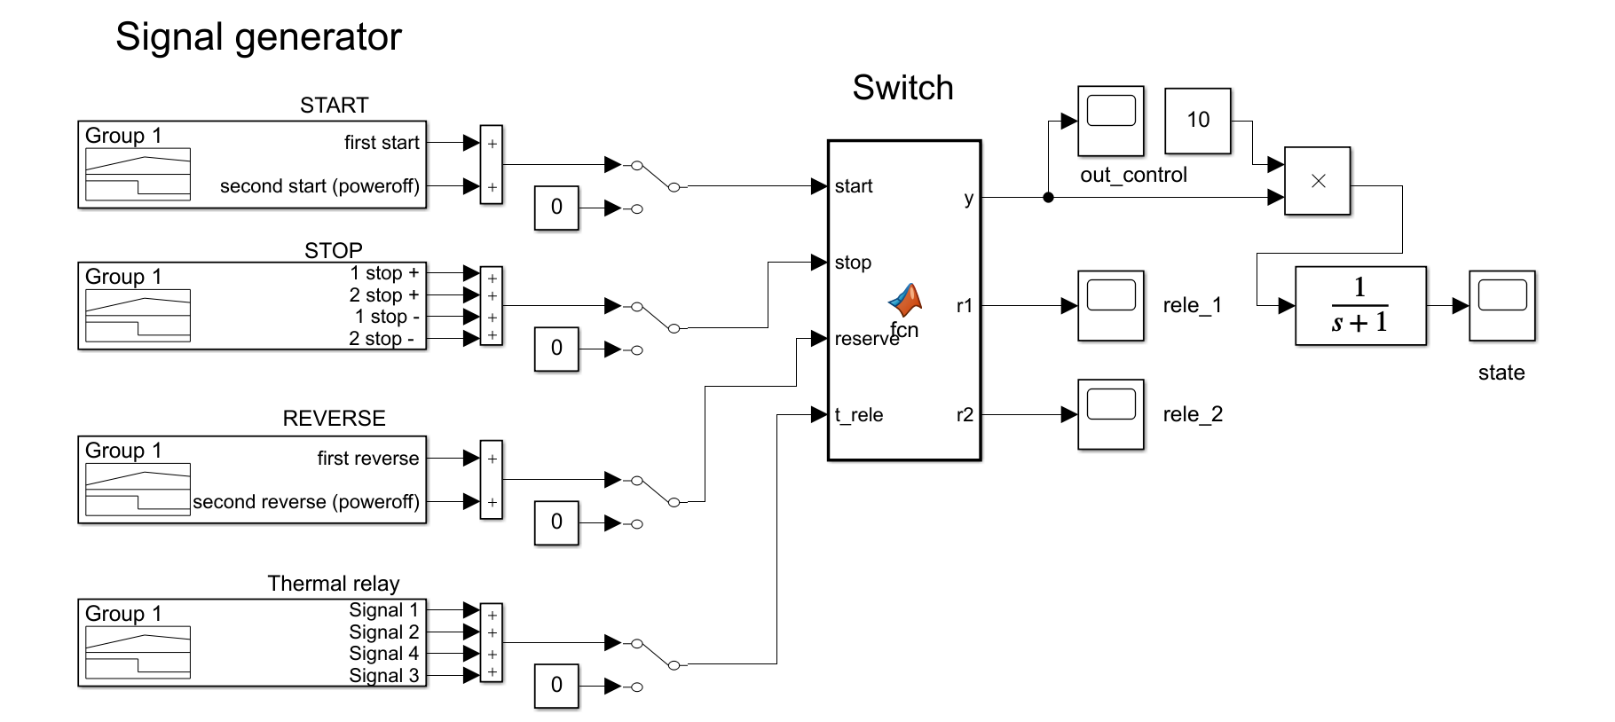 Signal generator
START
Group 1
first start
second start (poweroff)
+
+
0
STOP
Group 1
1 stop +
2 stop +
1 stop -
2 stop -
+
+
+
+
0
REVERSE
Group 1
first reverse
second reverse (poweroff)
+
+
0
Thermal relay
Group 1
Signal 1
Signal 2
Signal 4
Signal 3
+
+
+
+
0
Switch
start
stop
reserve
t_rele
fcn
y
r1
r2
out_control
10
×
rele_1
rele_2
1
s + 1
state